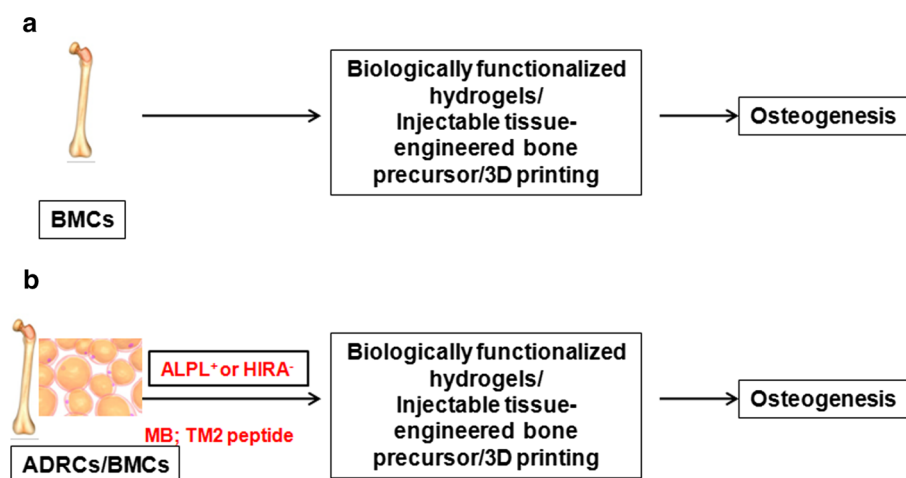 a
Biologically functionalized
hydrogels/
Injectable tissue-
engineered bone
precursor/3D printing
Osteogenesis
BMCs
b
ALPL⁺ or HIRA⁻
MB; TM2 peptide
Biologically functionalized
hydrogels/
Injectable tissue-
engineered bone
precursor/3D printing
Osteogenesis
ADRCs/BMCs